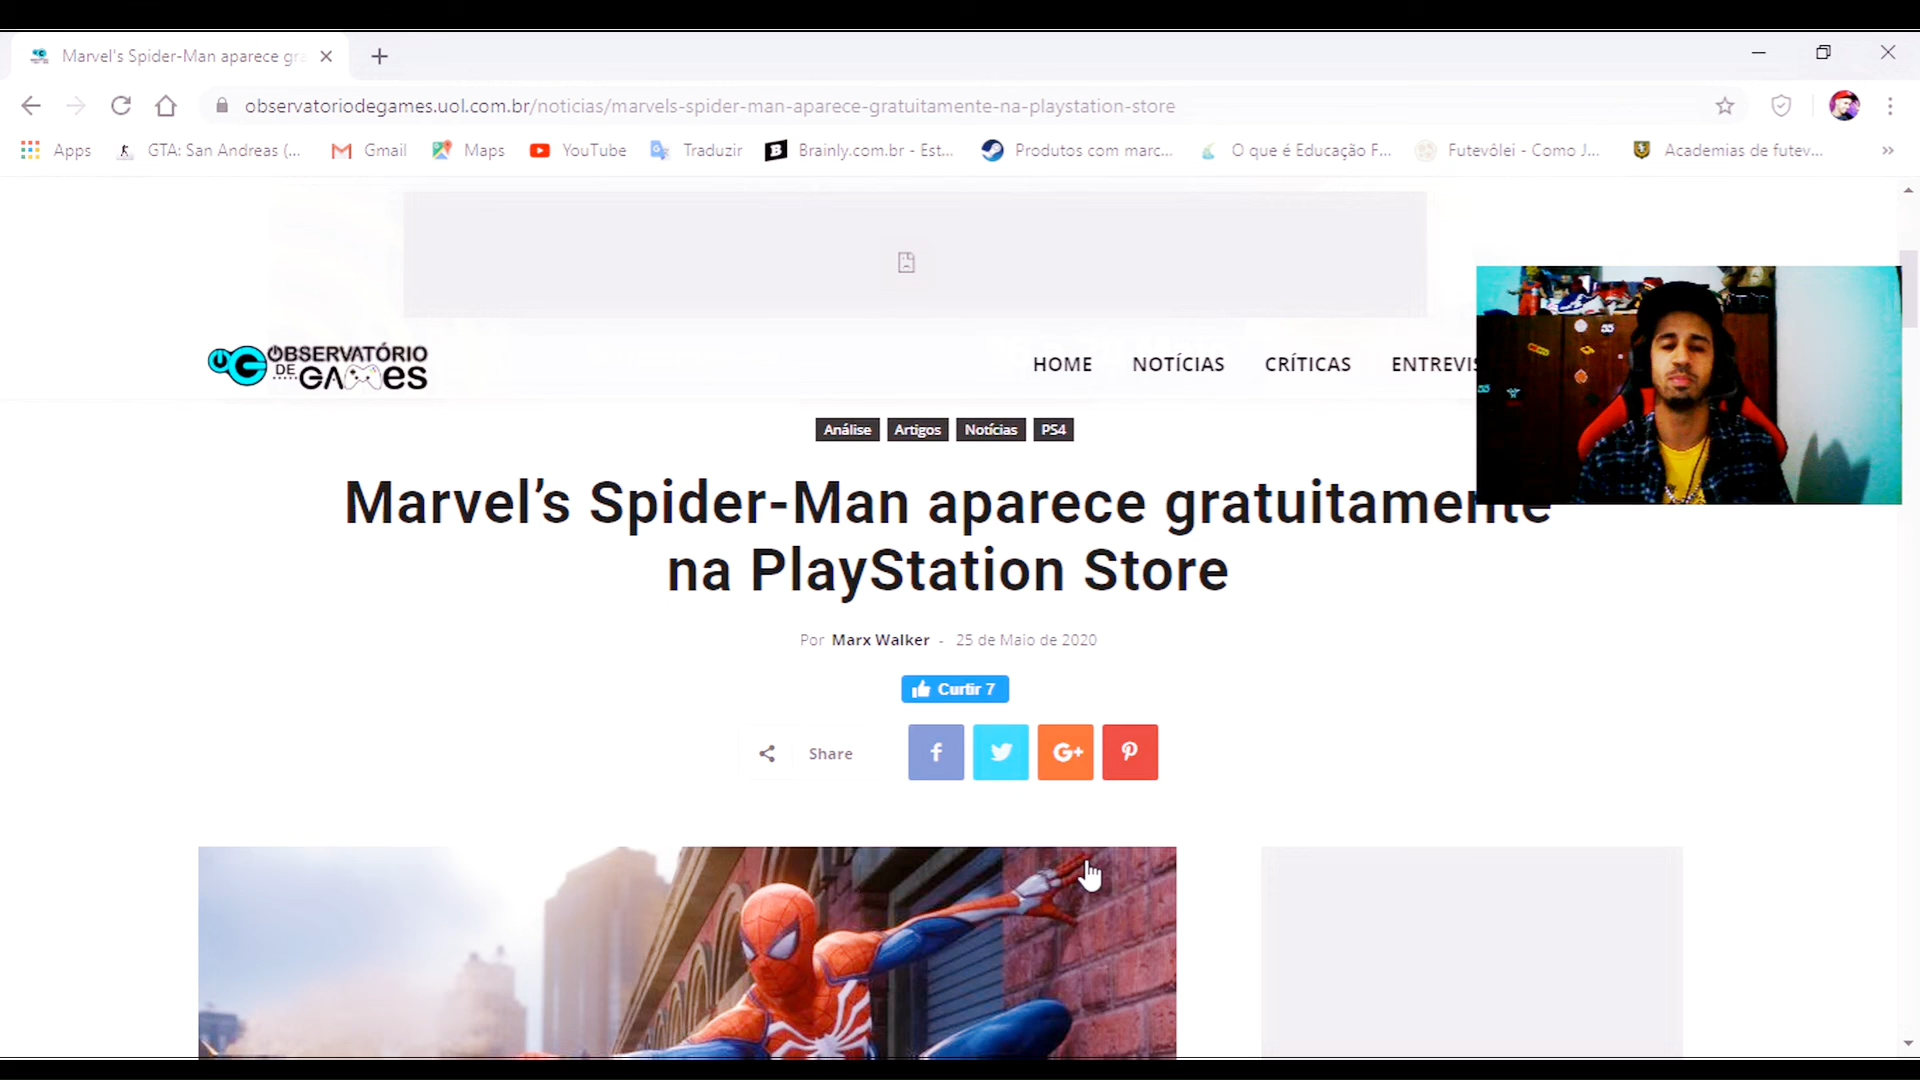 Marvel's Spider-Man aparece gra
observatoriodegames.uol.com.br/noticias/marvels-spider-man-aparece-gratuitamente-na-playstation-store
Apps GTA: San Andreas (... Gmail Maps YouTube Traduzir Brainly.com.br - Est... Produtos com marc... O que é Educação F... Futevôlei - Como J... Academias de futev... »
OBSERVATÓRIO
DE GAMES
HOME NOTÍCIAS CRÍTICAS ENTREVIS
Análise Artigos Notícias PS4
Marvel’s Spider-Man aparece gratuitamente
na PlayStation Store
Por Marx Walker - 25 de Maio de 2020
Curtir 7
Share f G+